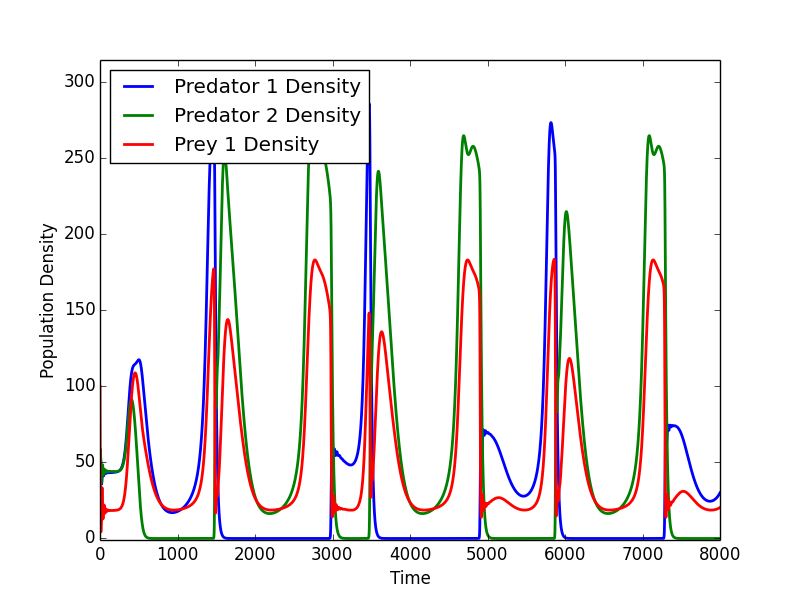 300
250
200
150
100
50
0
Population Density
Predator 1 Density
Predator 2 Density
Prey 1 Density
0 1000 2000 3000 4000 5000 6000 7000 8000
Time